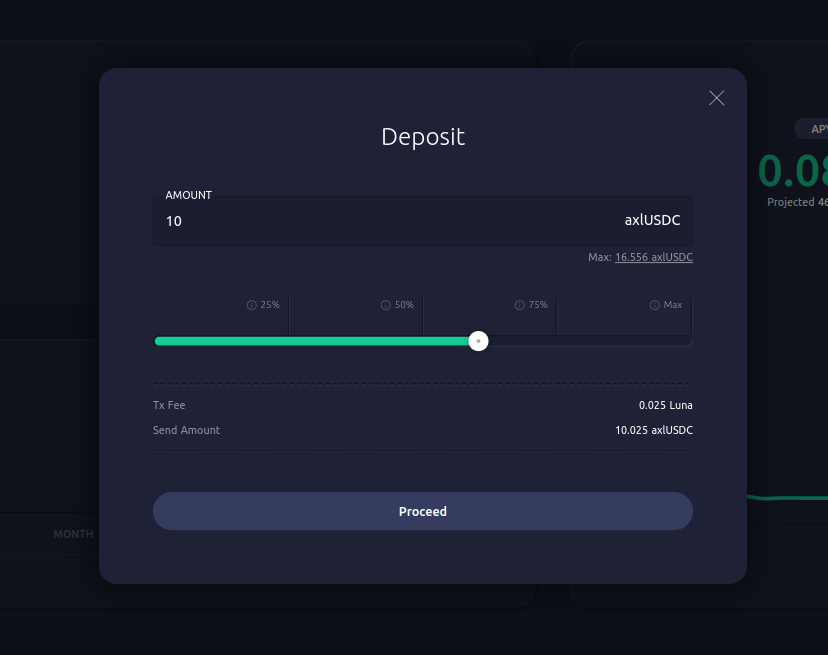 Deposit
AMOUNT
10 axlUSDC
Max: 16.556 axlUSDC
25% 50% 75% Max
Tx Fee 0.025 Luna
Send Amount 10.025 axlUSDC
Proceed
MONTH
APY
0.08
Projected 46